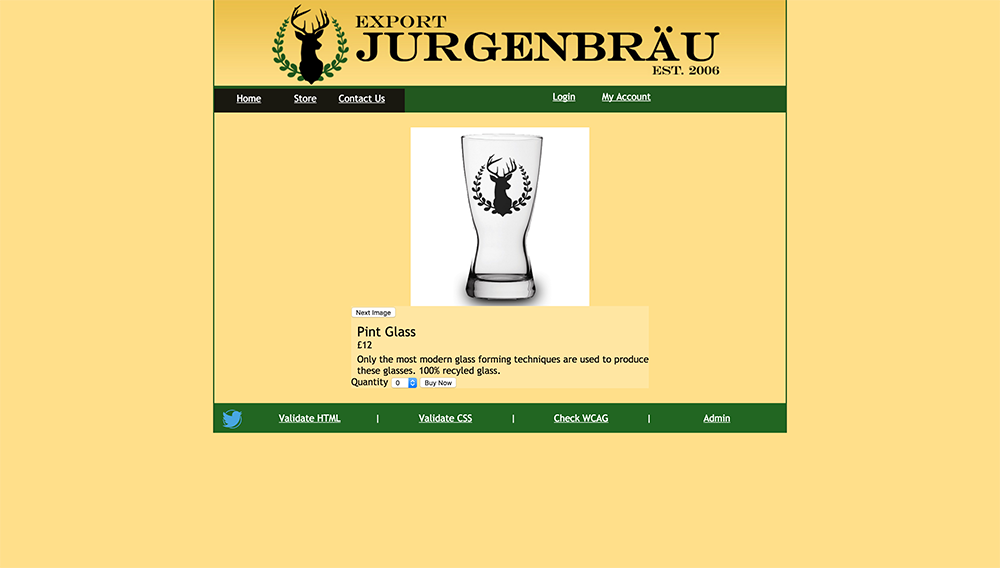 EXPORT
JURGENBRÄU
EST. 2006
Home Store Contact Us Login My Account
Next Image
Pint Glass
£12
Only the most modern glass forming techniques are used to produce
these glasses. 100% recyled glass.
Quantity 0 Buy Now
Validate HTML | Validate CSS | Check WCAG | Admin